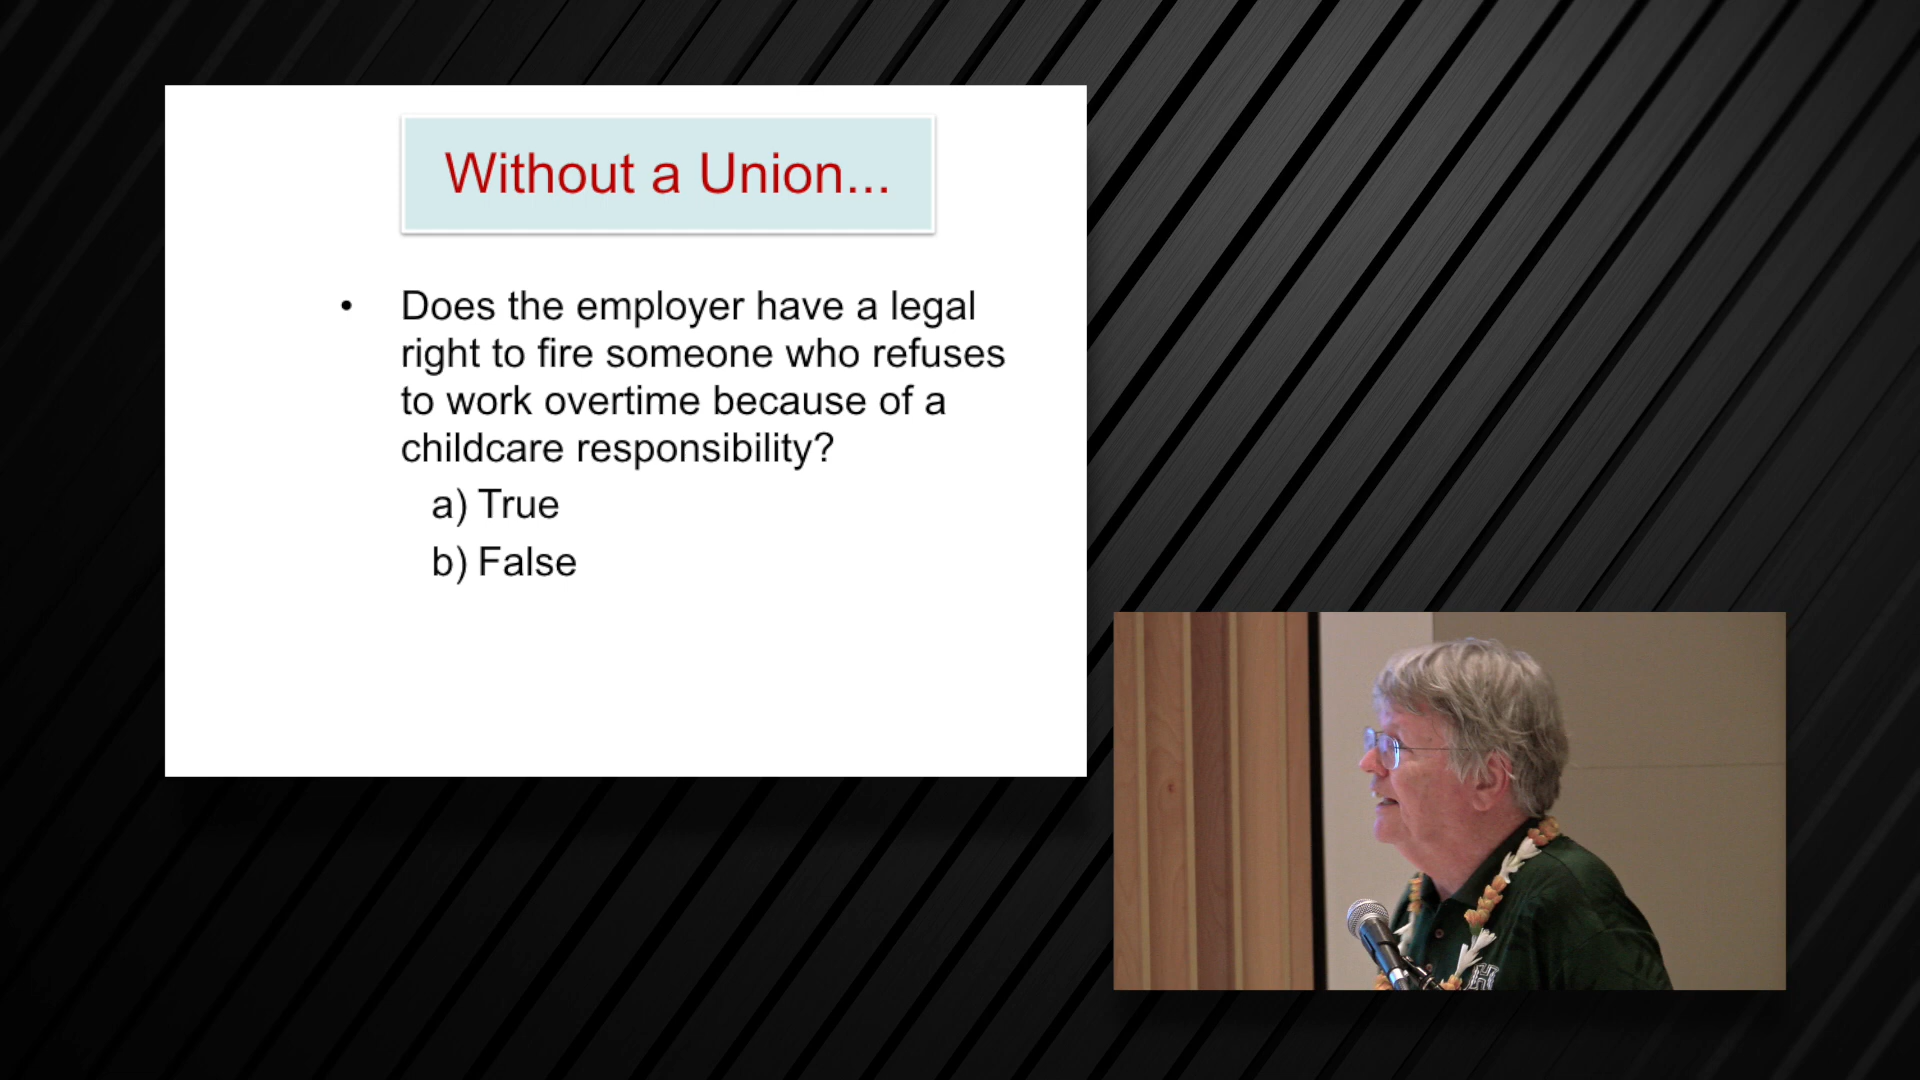 Without a Union...
• Does the employer have a legal
right to fire someone who refuses
to work overtime because of a
childcare responsibility?
a) True
b) False